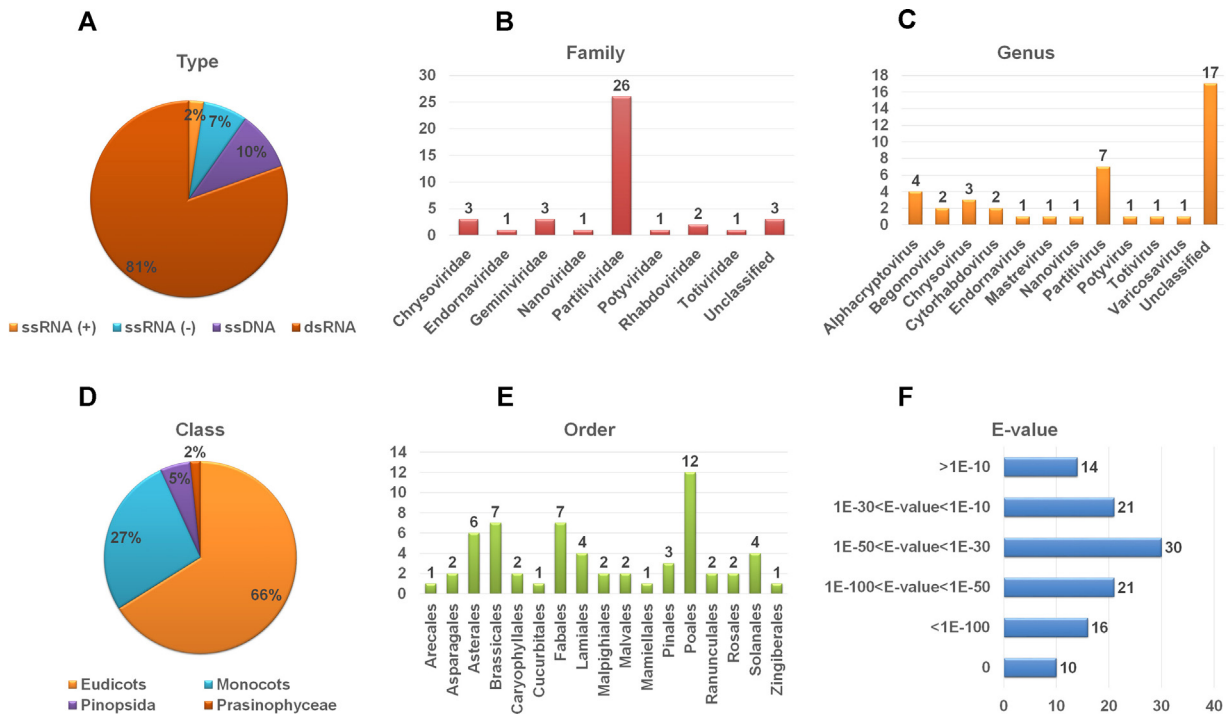 A
Type
2%
7%
10%
81%
ssRNA (+) ssRNA (-) ssDNA dsRNA
B
Family
30
25
20
15
10
5
0
3
1
3
1
26
1
2
1
3
Chrysoviridae
Endornaviridae
Geminiviridae
Nanoviridae
Partitiviridae
Potyviridae
Rhabdoviridae
Totiviridae
Unclassified
C
Genus
18
16
14
12
10
8
6
4
2
0
4
2
3
2
1
1
1
7
1
1
1
17
Alphacryptovirus
Begomovirus
Chrysovirus
Cytorhabdovirus
Endornavirus
Mastrevirus
Nanovirus
Partitivirus
Potyvirus
Totivirus
Varicosavirus
Unclassified
D
Class
2%
5%
27%
66%
Eudicots Monocots
Pinopsida Prasinophyceae
E
Order
14
12
10
8
6
4
2
0
1
2
6
7
2
1
7
4
2
2
1
3
12
2
2
4
1
Arecales
Asparagales
Asterales
Brassicales
Caryophyllales
Cucurbitales
Fabales
Lamiales
Malpighiales
Malvales
Mamiellales
Pinales
Poales
Ranunculales
Rosales
Solanales
Zingiberales
F
E-value
>1E-10 14
1E-30<E-value<1E-10 21
1E-50<E-value<1E-30 30
1E-100<E-value<1E-50 21
<1E-100 16
0 10
0 10 20 30 40